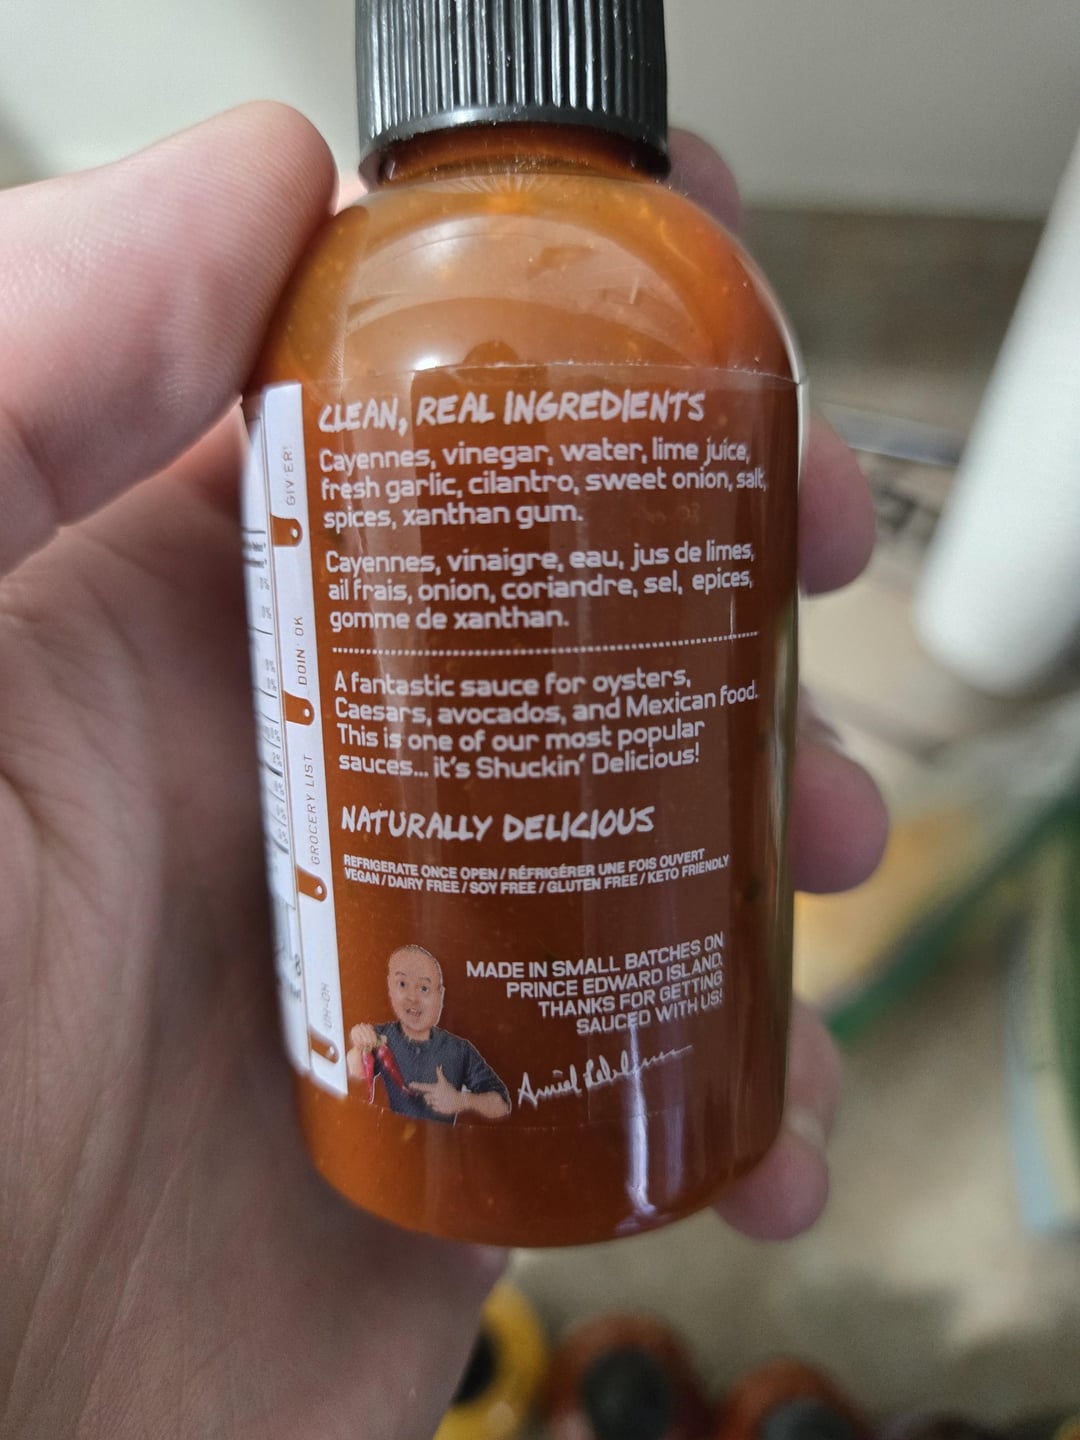 CLEAN, REAL INGREDIENTS
Cayennes, vinegar, water, lime juice,
fresh garlic, cilantro, sweet onion, salt,
spices, xanthan gum.
Cayennes, vinaigre, eau, jus de limes,
ail frais, onion, coriandre, sel, epices,
gomme de xanthan.
A fantastic sauce for oysters,
Caesars, avocados, and Mexican food.
This is one of our most popular
sauces... it's Shuckin' Delicious!
NATURALLY DELICIOUS
REFRIGERATE ONCE OPEN / RÉFRIGÉRER UNE FOIS OUVERT
VEGAN / DAIRY FREE / SOY FREE / GLUTEN FREE / KETO FRIENDLY
MADE IN SMALL BATCHES ON
PRINCE EDWARD ISLAND.
THANKS FOR GETTING
SAUCED WITH US!
GIV'ER!
DOIN' OK
GROCERY LIST
UH-OH